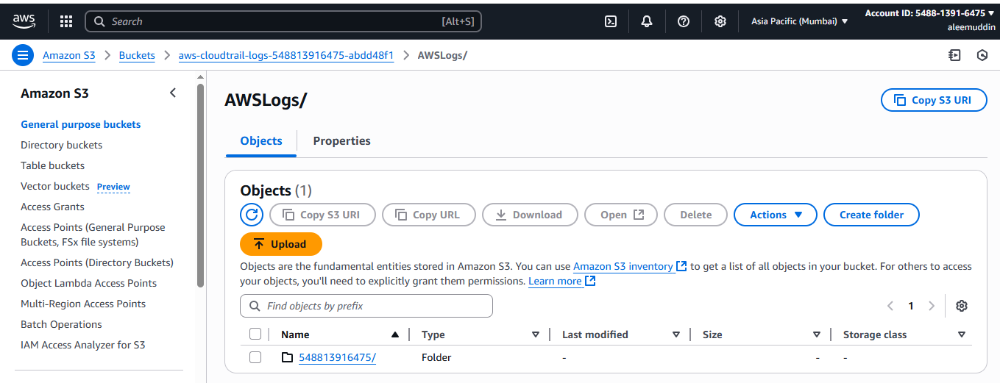 aws
Search [Alt+S]
Asia Pacific (Mumbai)
Account ID: 5488-1391-6475
aleemuddin
Amazon S3 > Buckets > aws-cloudtrail-logs-548813916475-abdd48f1 > AWSLogs/
Amazon S3
General purpose buckets
Directory buckets
Table buckets
Vector buckets Preview
Access Grants
Access Points (General Purpose
Buckets, FSx file systems)
Access Points (Directory Buckets)
Object Lambda Access Points
Multi-Region Access Points
Batch Operations
IAM Access Analyzer for S3
AWSLogs/
Copy S3 URI
Objects Properties
Objects (1)
Copy S3 URI Copy URL Download Open Delete Actions Create folder
Upload
Objects are the fundamental entities stored in Amazon S3. You can use Amazon S3 inventory to get a list of all objects in your bucket. For others to access
your objects, you'll need to explicitly grant them permissions. Learn more
Find objects by prefix
1
Name Type Last modified Size Storage class
548813916475/ Folder - - -